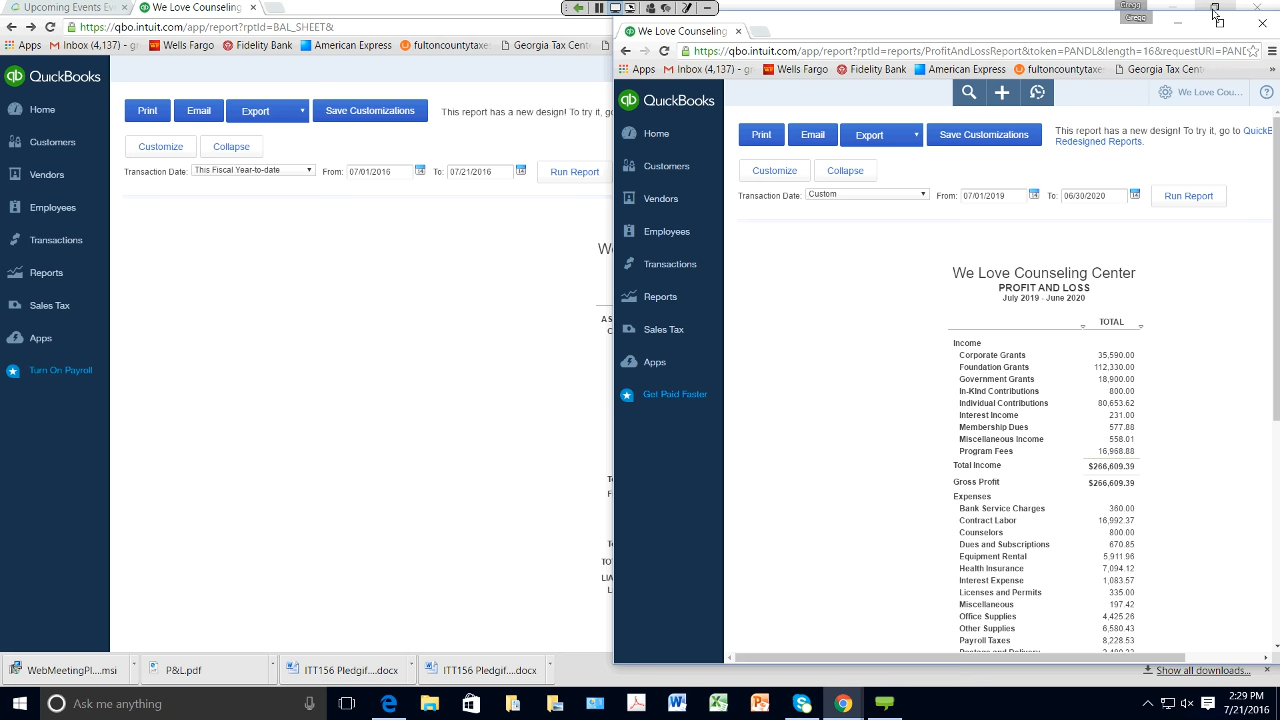 Upcoming Events Ev
We Love Counseling
https://qbo.intuit.com/app/report?rptId=reports/BAL_SHEET&
Apps
Inbox (4,137) - gr
Wells Fargo
Fidelity Bank
American Express
fultoncountytax
QuickBooks
Home
Customers
Vendors
Employees
Transactions
Reports
Sales Tax
Apps
Turn On Payroll
Print
Email
Export
Save Customizations
This report has a new design! To try it, go
Customize
Collapse
Transaction Date:
This Fiscal Year-to-date
From:
07/01/2016
To:
07/21/2016
Run Report
W
AS
C
To
F
To
TO
LIA
L
Gregg
Gregg
We Love Counseling
https://qbo.intuit.com/app/report?rptId=reports/ProfitAndLossReport&token=PANDL&length=16&requestURI=PAND
Apps
Inbox (4,137) - gr
Wells Fargo
Fidelity Bank
American Express
fultoncountytaxe
Georgia Tax Cent
»
QuickBooks
We Love Cou...
Home
Customers
Vendors
Employees
Transactions
Reports
Sales Tax
Apps
Get Paid Faster
Print
Email
Export
Save Customizations
This report has a new design! To try it, go to QuickB
Redesigned Reports.
Customize
Collapse
Transaction Date:
Custom
From:
07/01/2019
To:
06/30/2020
Run Report
We Love Counseling Center
PROFIT AND LOSS
July 2019 - June 2020
TOTAL
Income
Corporate Grants 35,590.00
Foundation Grants 112,330.00
Government Grants 18,900.00
In-Kind Contributions 800.00
Individual Contributions 80,653.62
Interest Income 231.00
Membership Dues 577.88
Miscellaneous Income 558.01
Program Fees 16,968.88
Total Income $266,609.39
Gross Profit $266,609.39
Expenses
Bank Service Charges 360.00
Contract Labor 16,992.37
Counselors 800.00
Dues and Subscriptions 670.85
Equipment Rental 5,911.96
Health Insurance 7,094.12
Interest Expense 1,083.57
Licenses and Permits 335.00
Miscellaneous 197.42
Office Supplies 4,425.26
Other Supplies 6,580.43
Payroll Taxes 8,228.53
WebMeetingPl....msi
P&L.pdf
ITT156 Pledgif....docx
ITT156 Pledgif....docx
Show all downloads...
Ask me anything
2:29 PM
7/21/2016